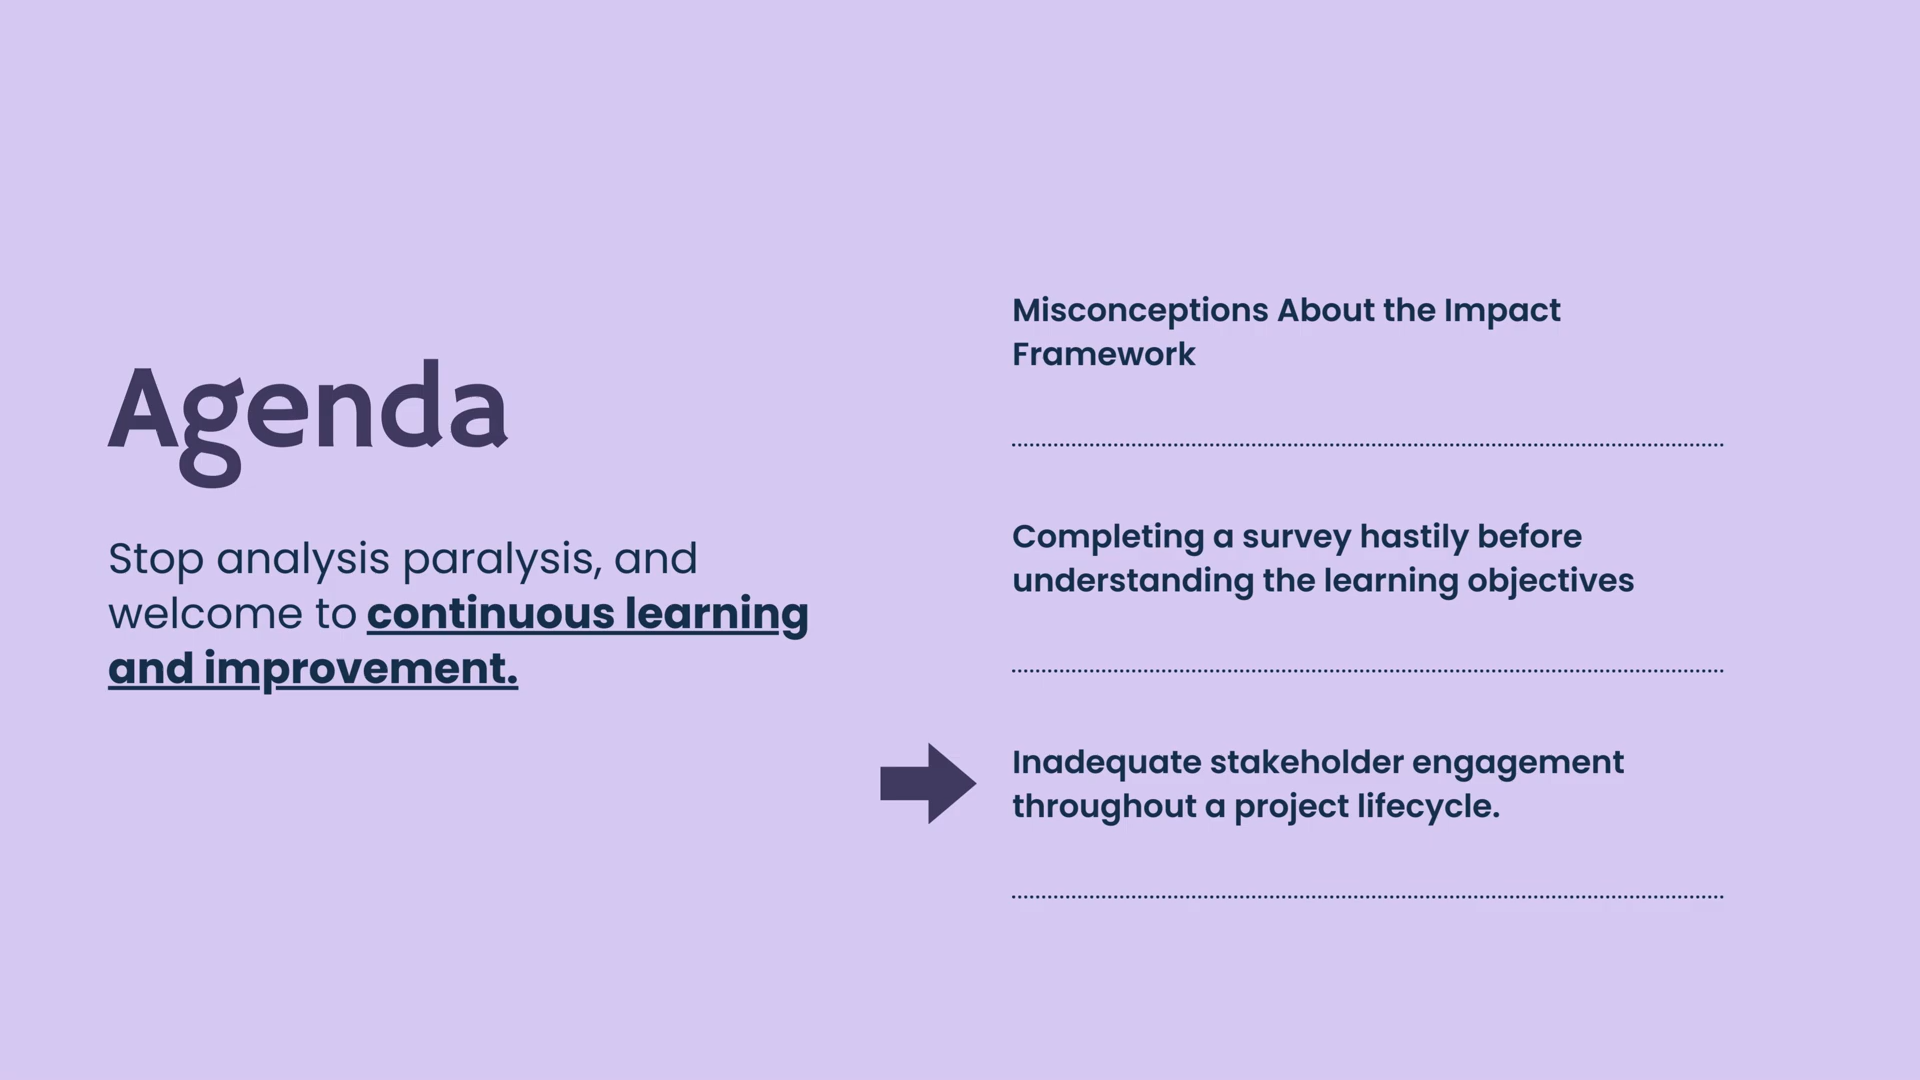 Agenda
Stop analysis paralysis, and
welcome to continuous learning
and improvement.
Misconceptions About the Impact
Framework
Completing a survey hastily before
understanding the learning objectives
Inadequate stakeholder engagement
throughout a project lifecycle.